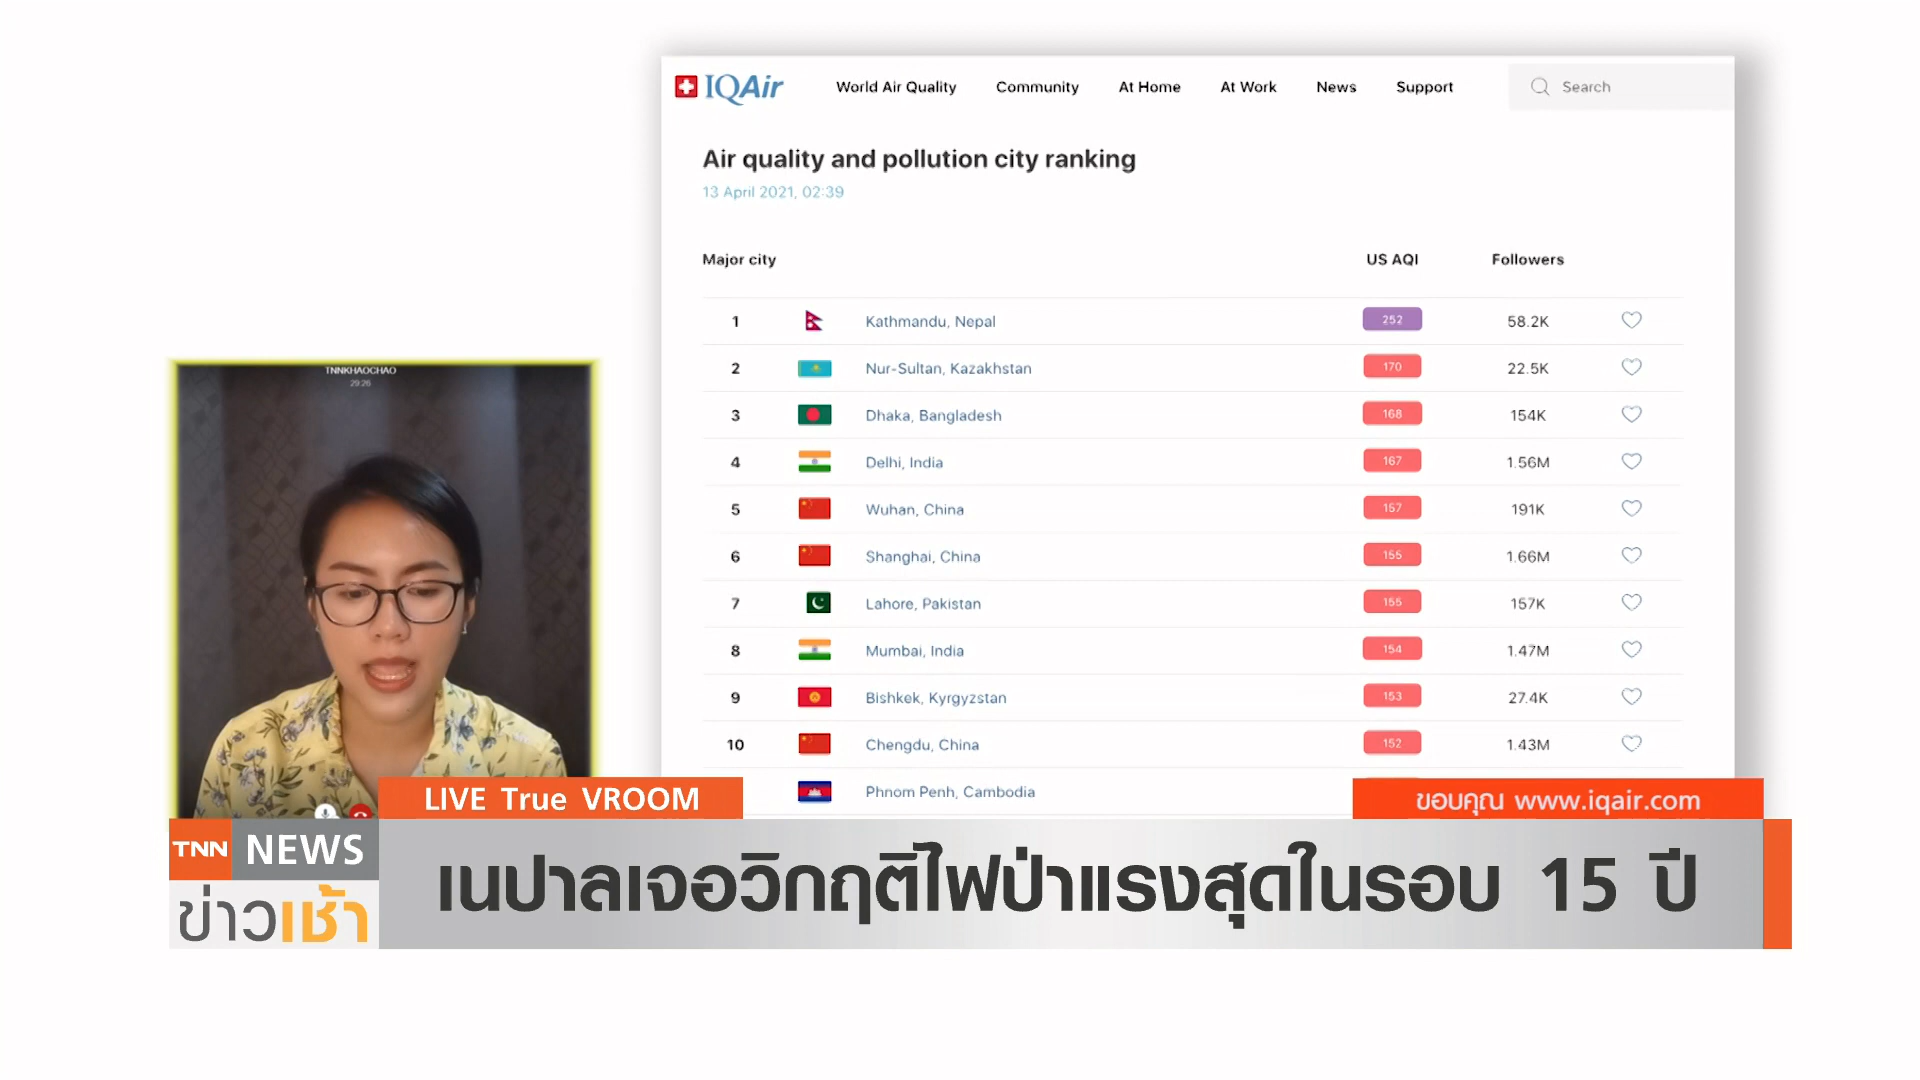 IQAir
World Air Quality Community At Home At Work News Support Search
Air quality and pollution city ranking
13 April 2021, 02:39
Major city US AQI Followers
1 Kathmandu, Nepal 252 58.2K
2 Nur-Sultan, Kazakhstan 170 22.5K
3 Dhaka, Bangladesh 168 154K
4 Delhi, India 167 1.56M
5 Wuhan, China 157 191K
6 Shanghai, China 155 1.66M
7 Lahore, Pakistan 155 157K
8 Mumbai, India 154 1.47M
9 Bishkek, Kyrgyzstan 153 27.4K
10 Chengdu, China 152 1.43M
Phnom Penh, Cambodia
TNNKHAOCHAO
29:26
LIVE True VROOM
ขอบคุณ www.iqair.com
TNN NEWS
ข่าวเช้า
เนปาลเจอวิกฤติไฟป่าแรงสุดในรอบ 15 ปี